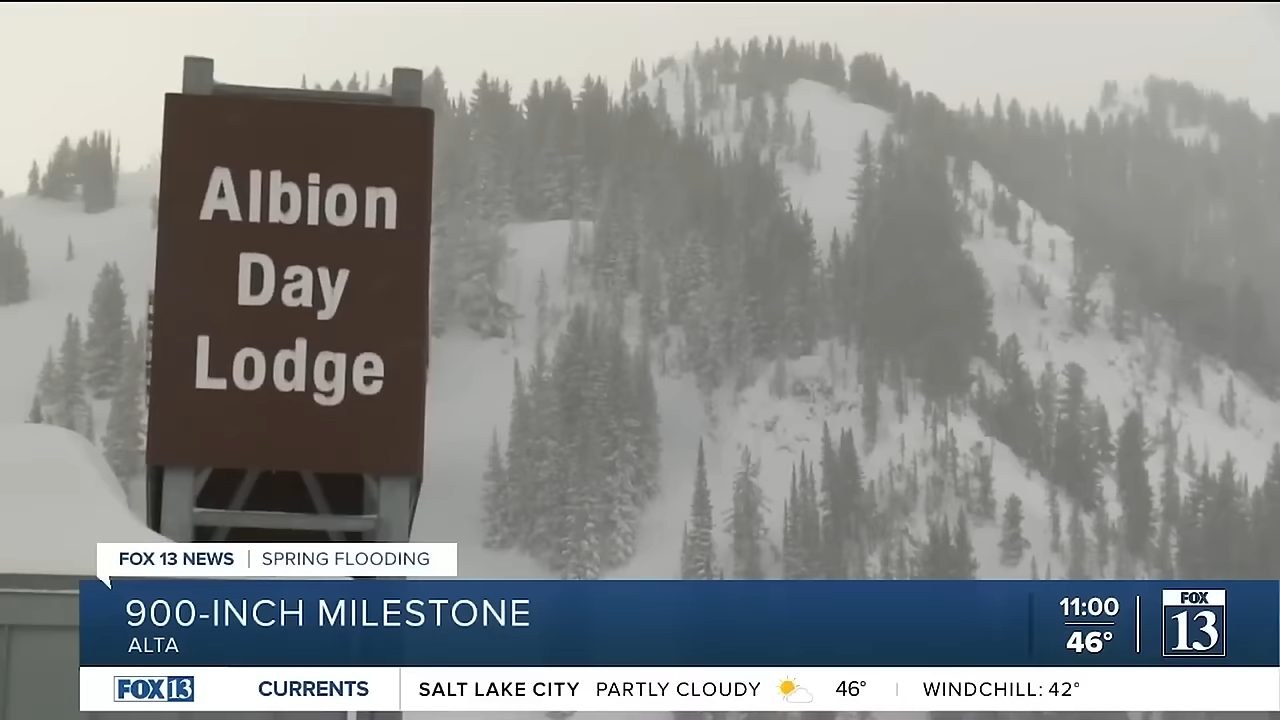 Albion
Day
Lodge
FOX 13 NEWS | SPRING FLOODING
900-INCH MILESTONE
ALTA
11:00
46°
FOX
13
FOX 13 CURRENTS SALT LAKE CITY PARTLY CLOUDY 46° | WINDCHILL: 42°